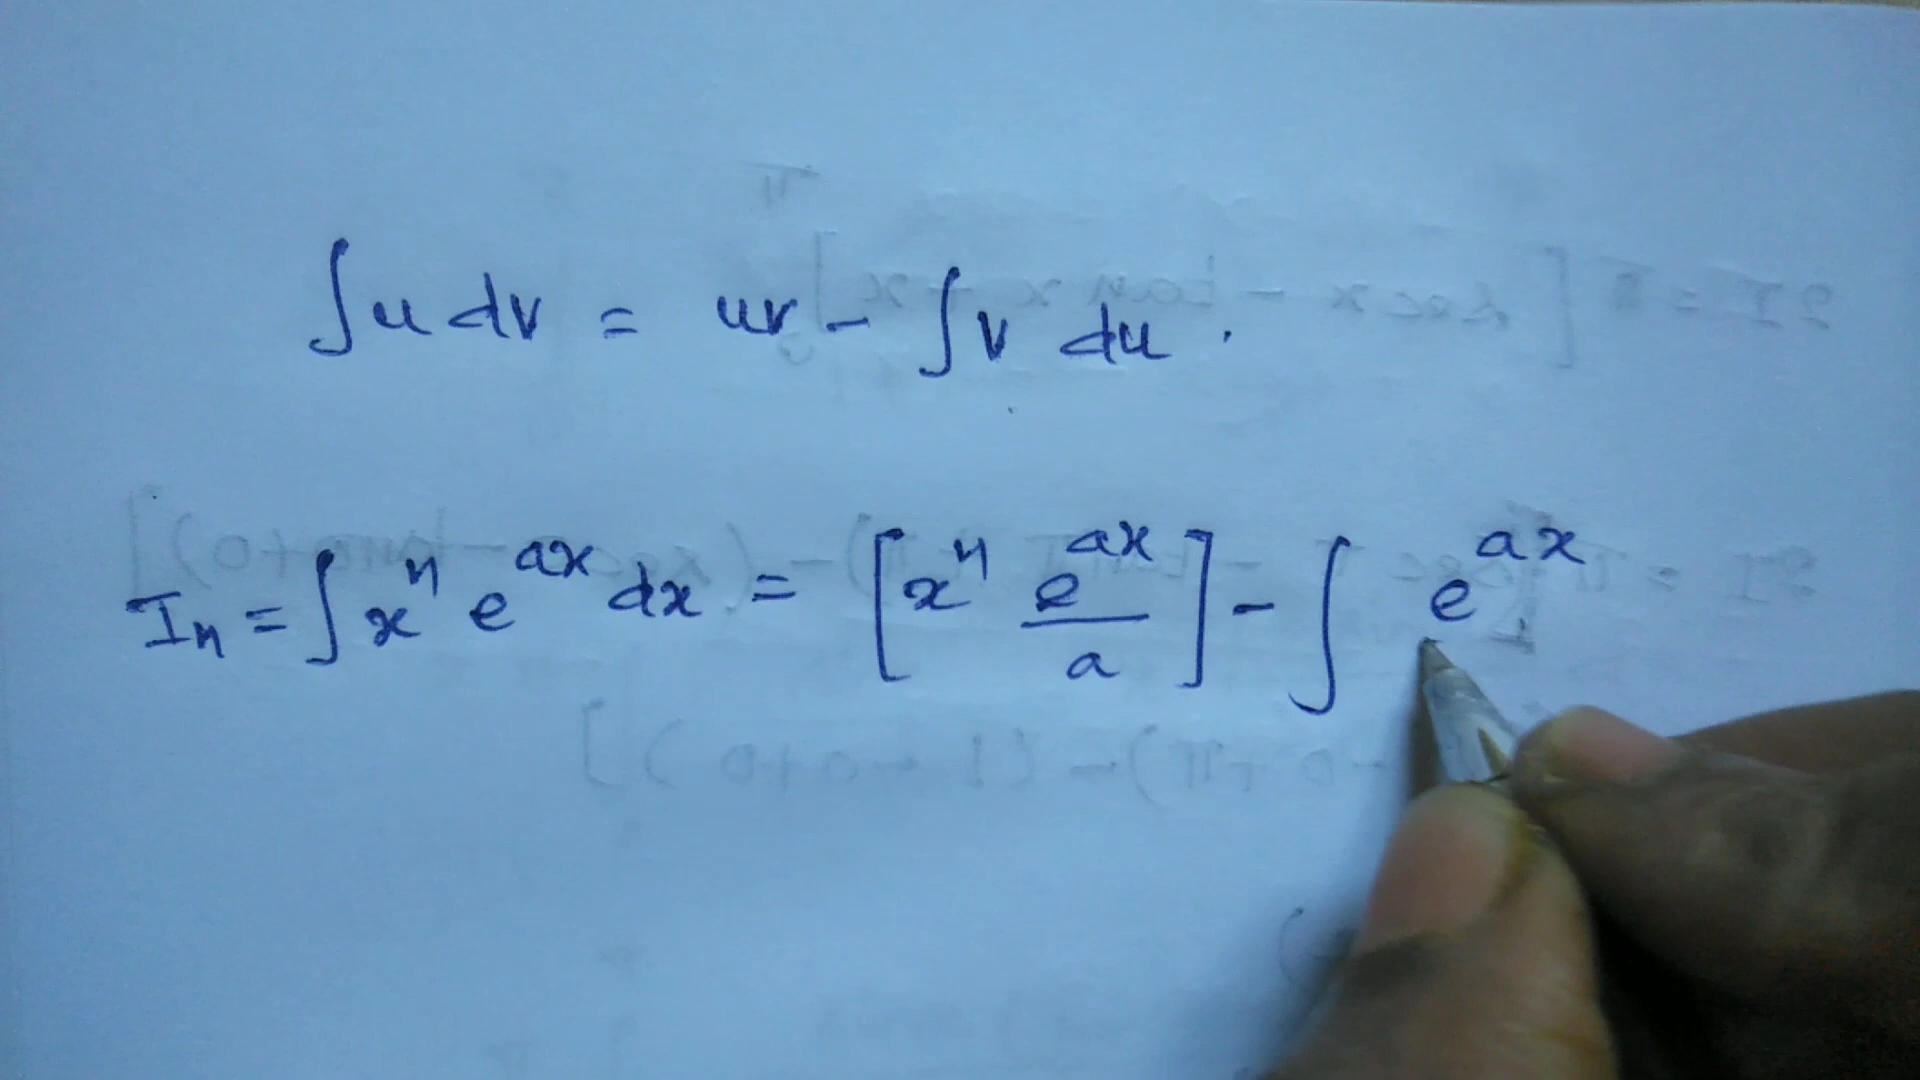 ∫u dv = uv - ∫v du .
Iₙ = ∫xⁿ e^{ax} dx = [xⁿ e^{ax}/a] - ∫ e^{ax}